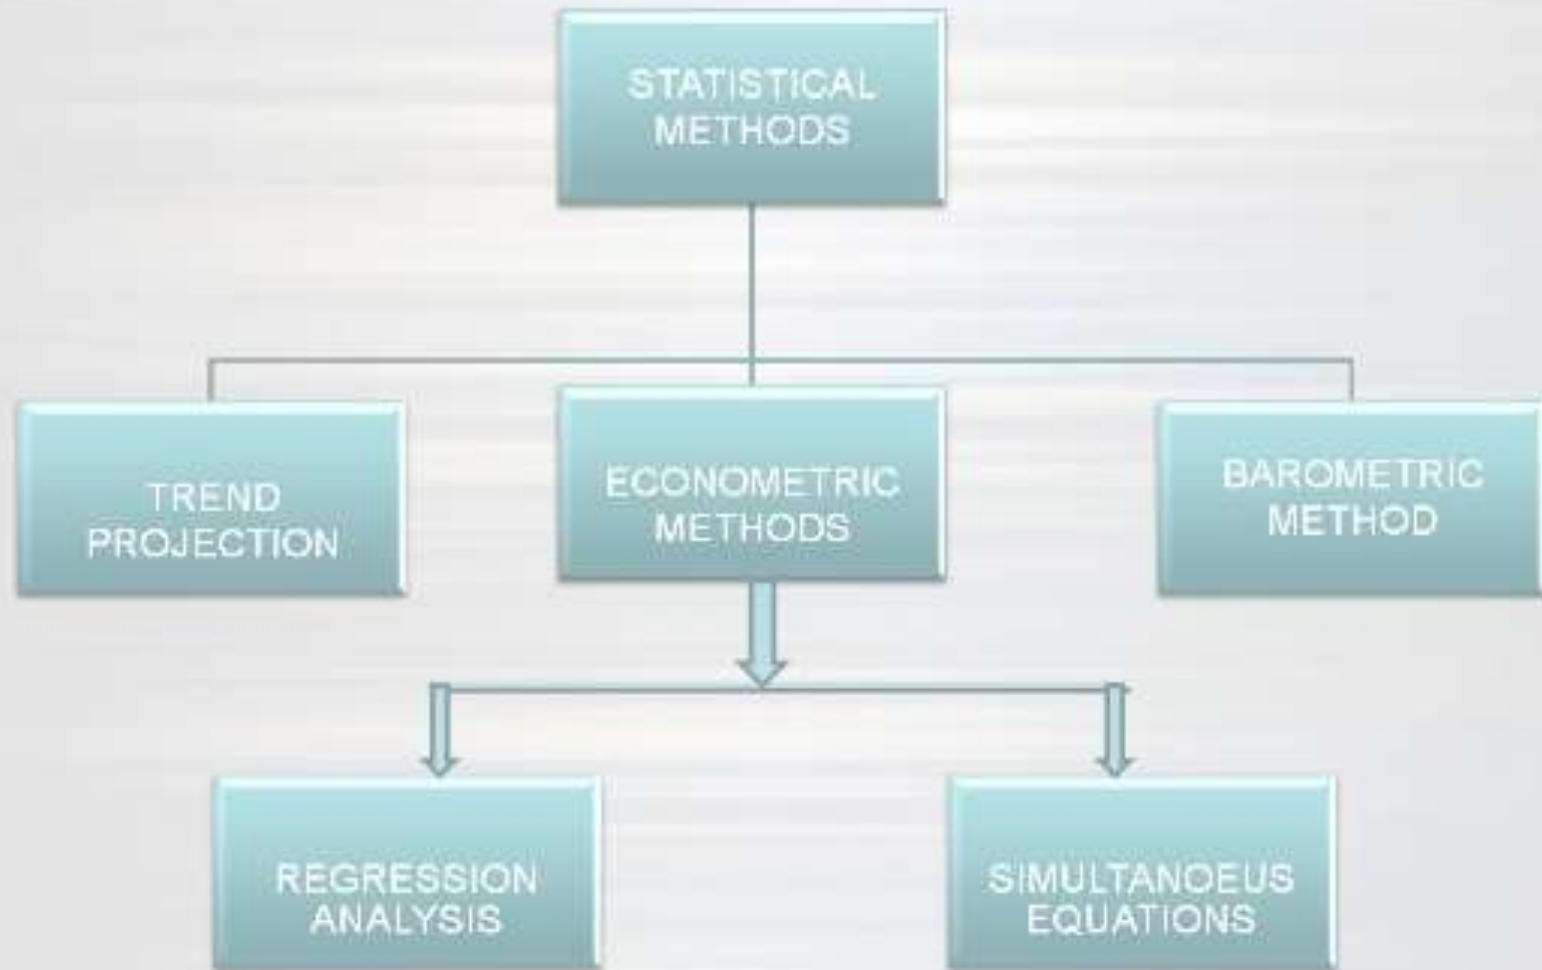 STATISTICAL
METHODS
TREND
PROJECTION
ECONOMETRIC
METHODS
BAROMETRIC
METHOD
REGRESSION
ANALYSIS
SIMULTANOEUS
EQUATIONS